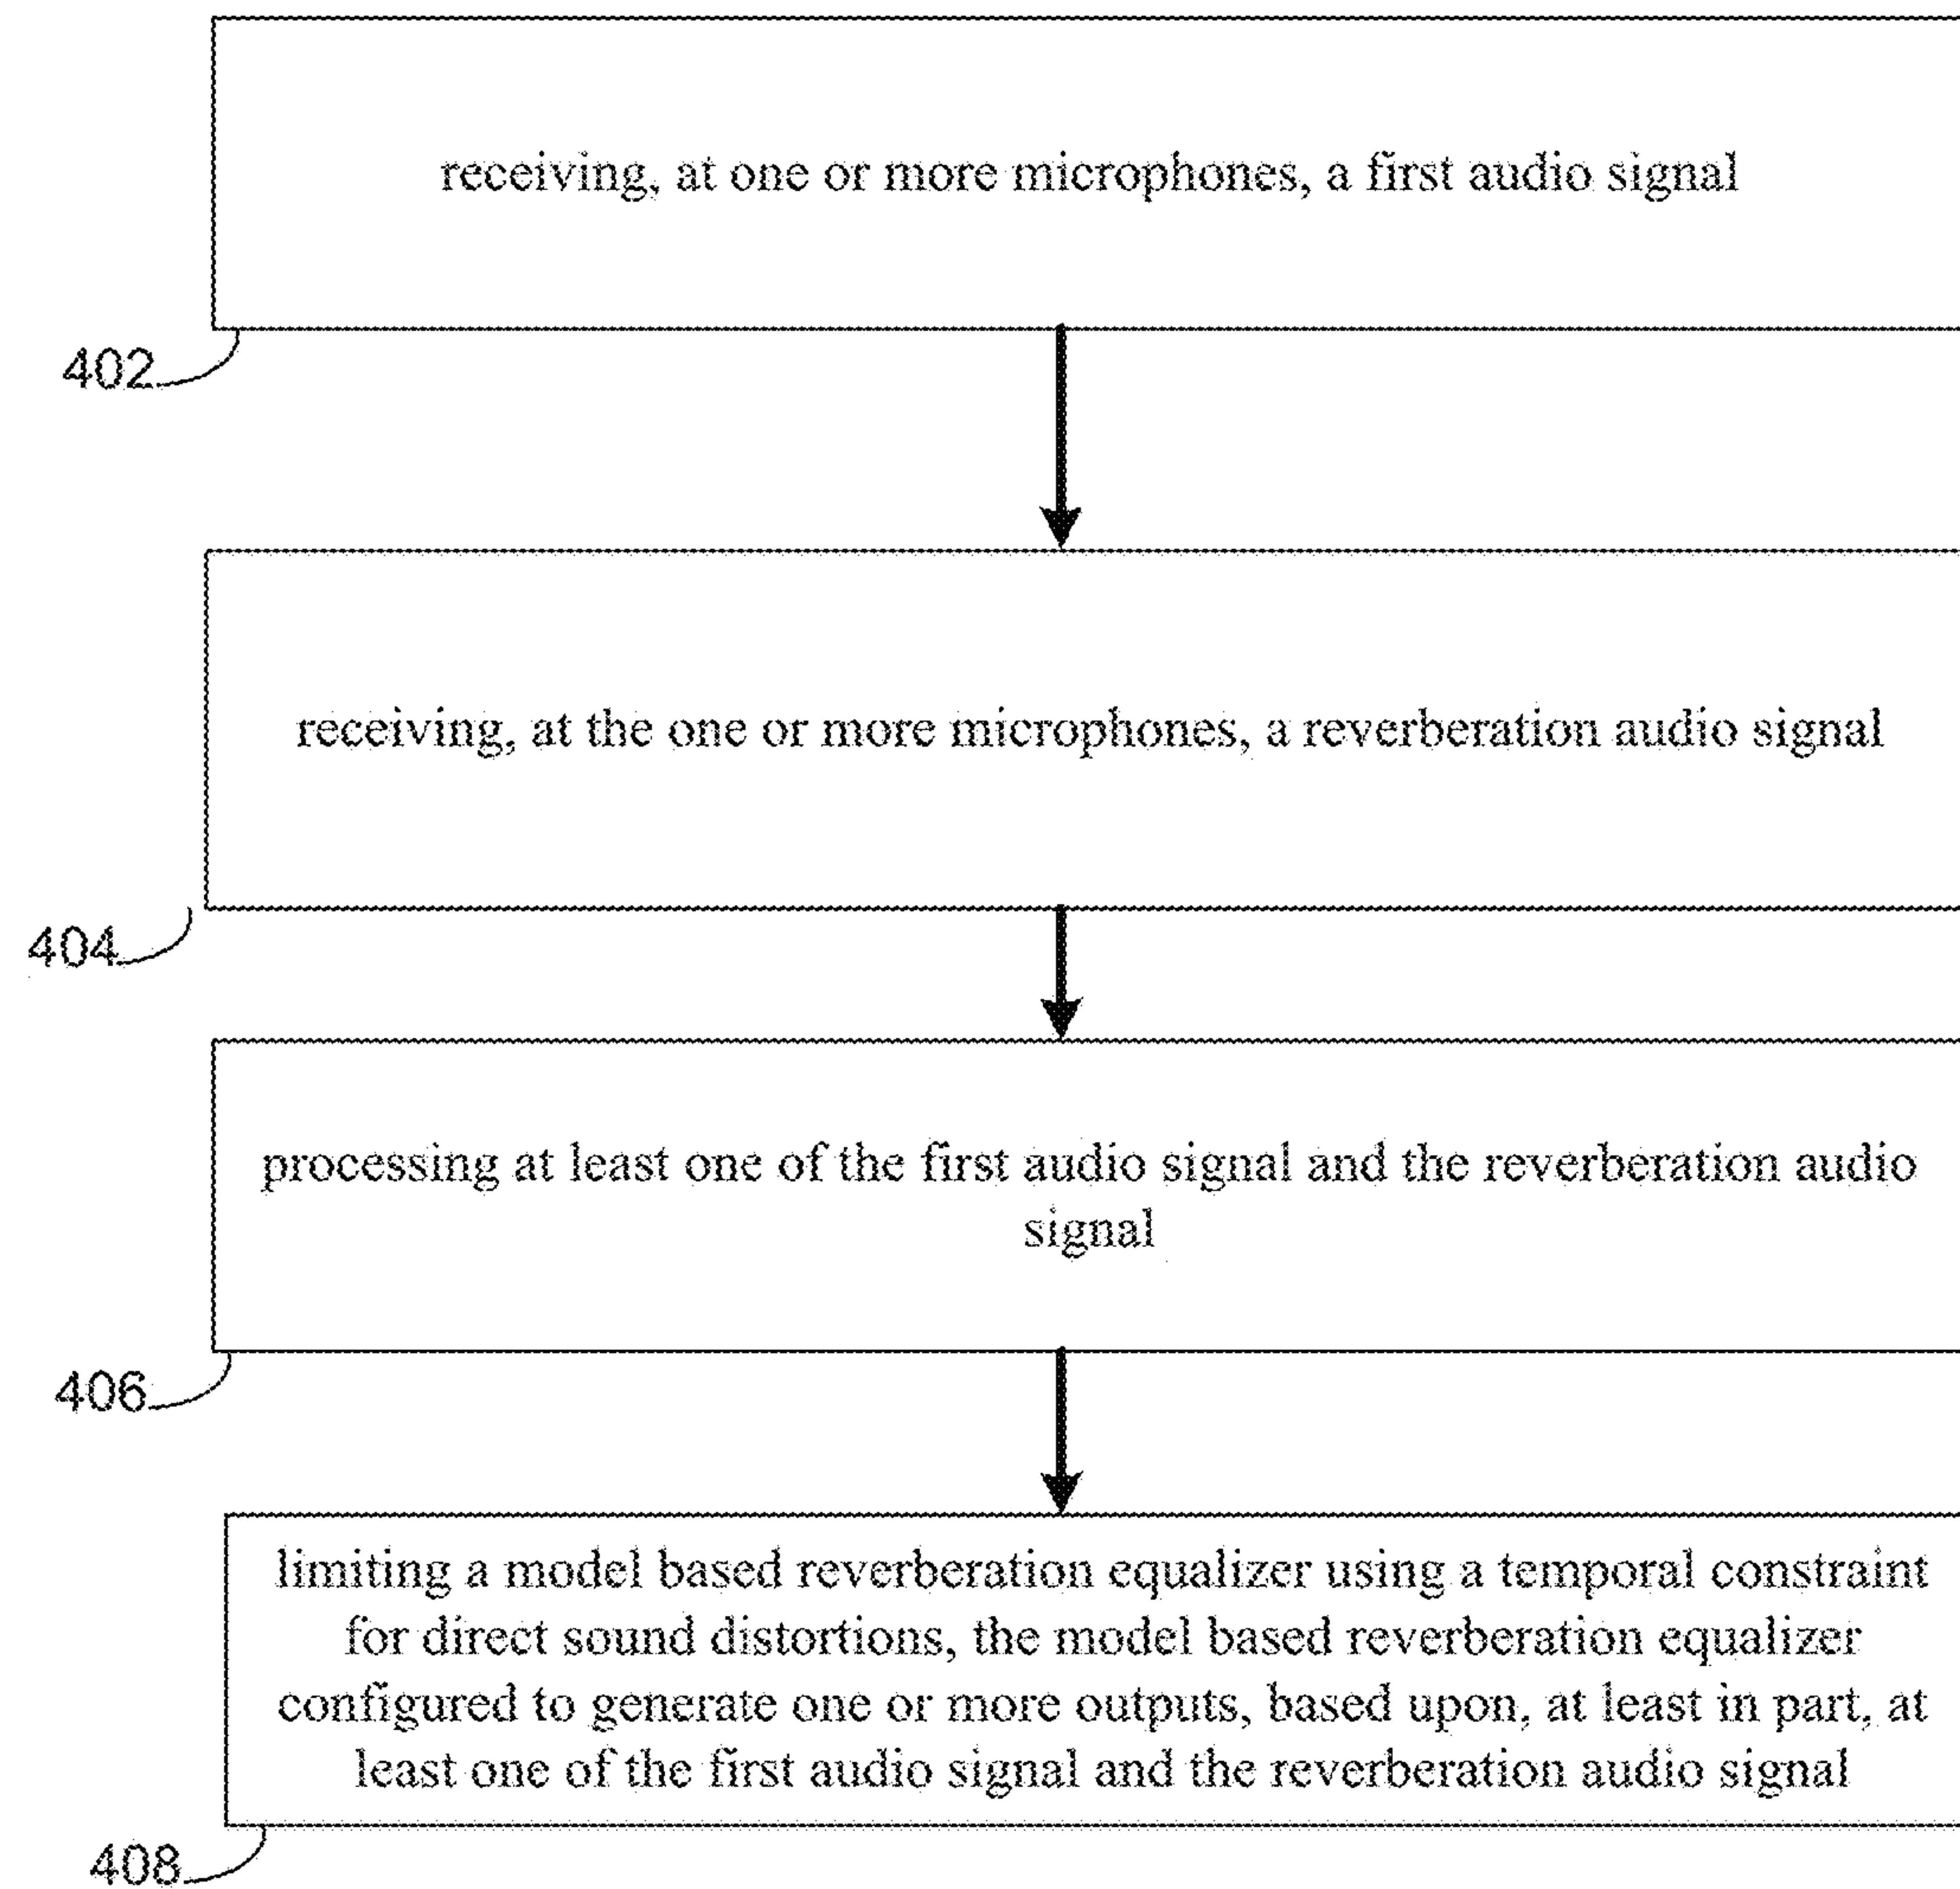 receiving, at one or more microphones, a first audio signal
402
receiving, at the one or more microphones, a reverberation audio signal
404
processing at least one of the first audio signal and the reverberation audio
signal
406
limiting a model based reverberation equalizer using a temporal constraint
for direct sound distortions, the model based reverberation equalizer
configured to generate one or more outputs, based upon, at least in part, at
least one of the first audio signal and the reverberation audio signal
408